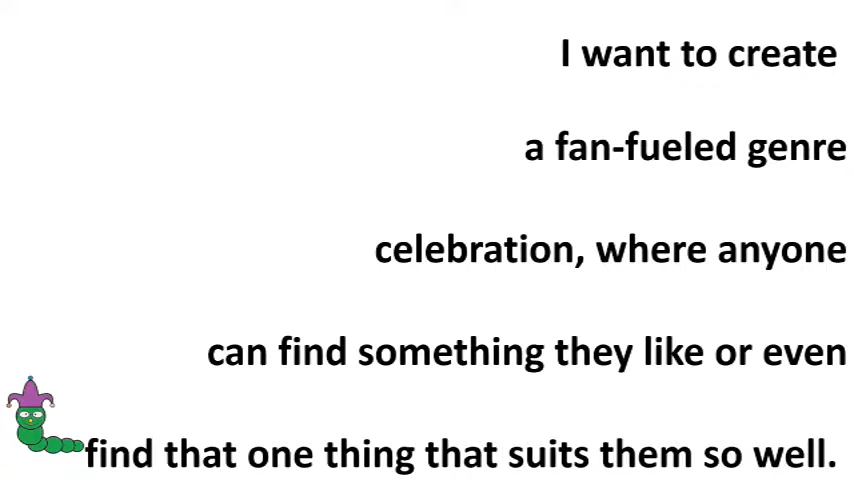 I want to create
a fan-fueled genre
celebration, where anyone
can find something they like or even
find that one thing that suits them so well.